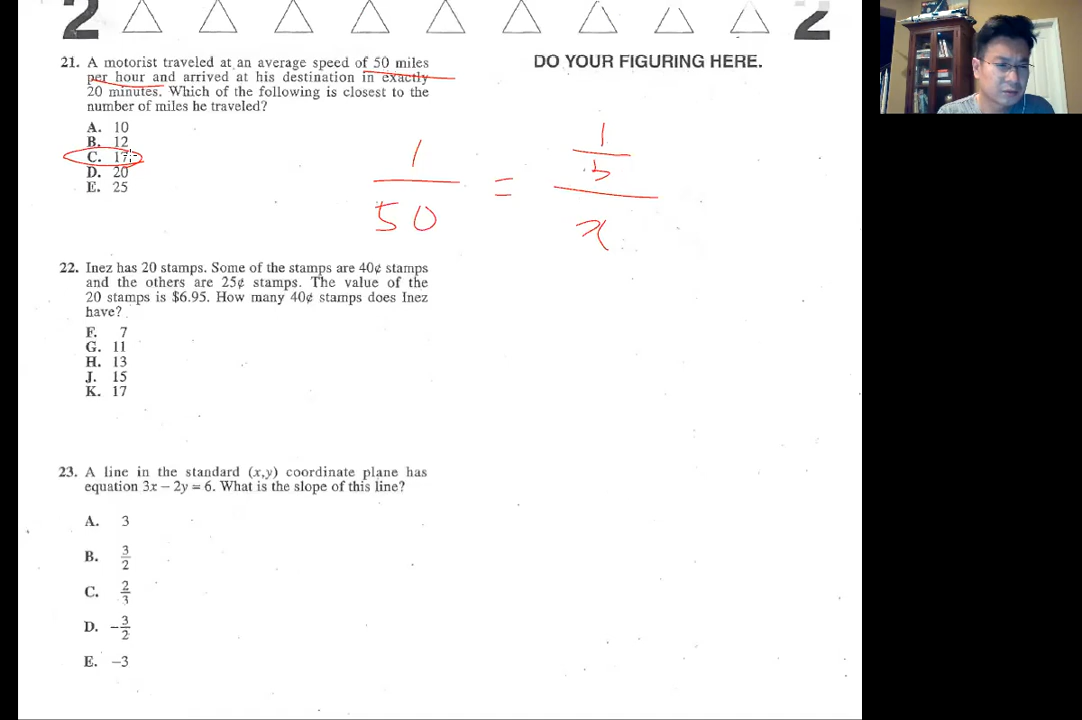 2 2
21. A motorist traveled at an average speed of 50 miles
per hour and arrived at his destination in exactly
20 minutes. Which of the following is closest to the
number of miles he traveled?
DO YOUR FIGURING HERE.
A. 10
B. 12
C. 17
D. 20
E. 25
1/50 = 1/3/x
22. Inez has 20 stamps. Some of the stamps are 40¢ stamps
and the others are 25¢ stamps. The value of the
20 stamps is $6.95. How many 40¢ stamps does Inez
have?
F. 7
G. 11
H. 13
J. 15
K. 17
23. A line in the standard (x,y) coordinate plane has
equation 3x – 2y = 6. What is the slope of this line?
A. 3
B. 3/2
C. 2/3
D. –3/2
E. –3